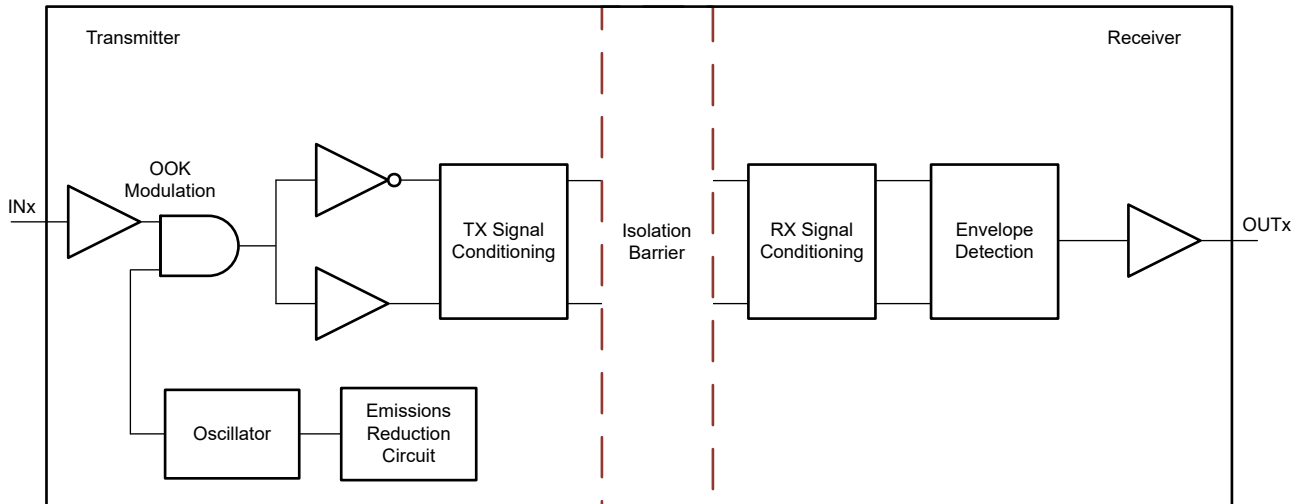 Transmitter
Receiver
OOK
Modulation
INx
TX Signal
Conditioning
Isolation
Barrier
RX Signal
Conditioning
Envelope
Detection
OUTx
Oscillator
Emissions
Reduction
Circuit